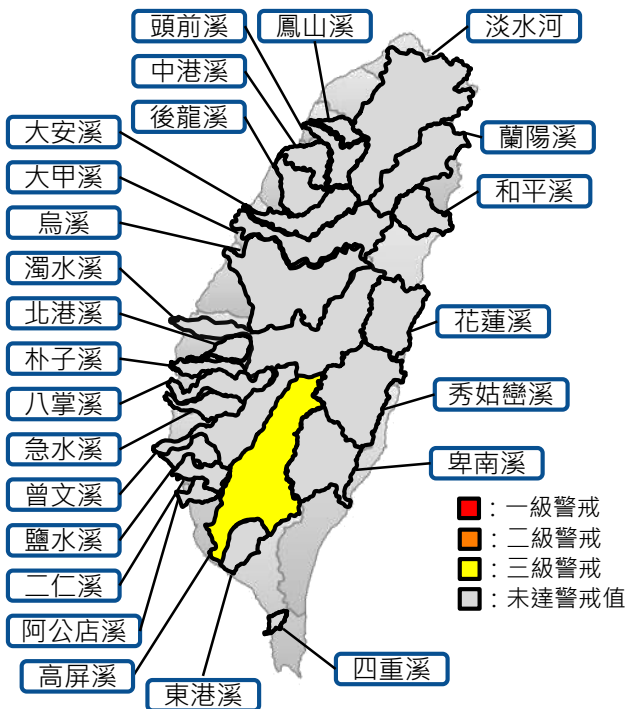 頭前溪
鳳山溪
淡水河
中港溪
後龍溪
大安溪
蘭陽溪
大甲溪
和平溪
烏溪
濁水溪
北港溪
花蓮溪
朴子溪
八掌溪
秀姑巒溪
急水溪
卑南溪
曾文溪
鹽水溪
二仁溪
阿公店溪
高屏溪
東港溪
四重溪
：一級警戒
：二級警戒
：三級警戒
：未達警戒值